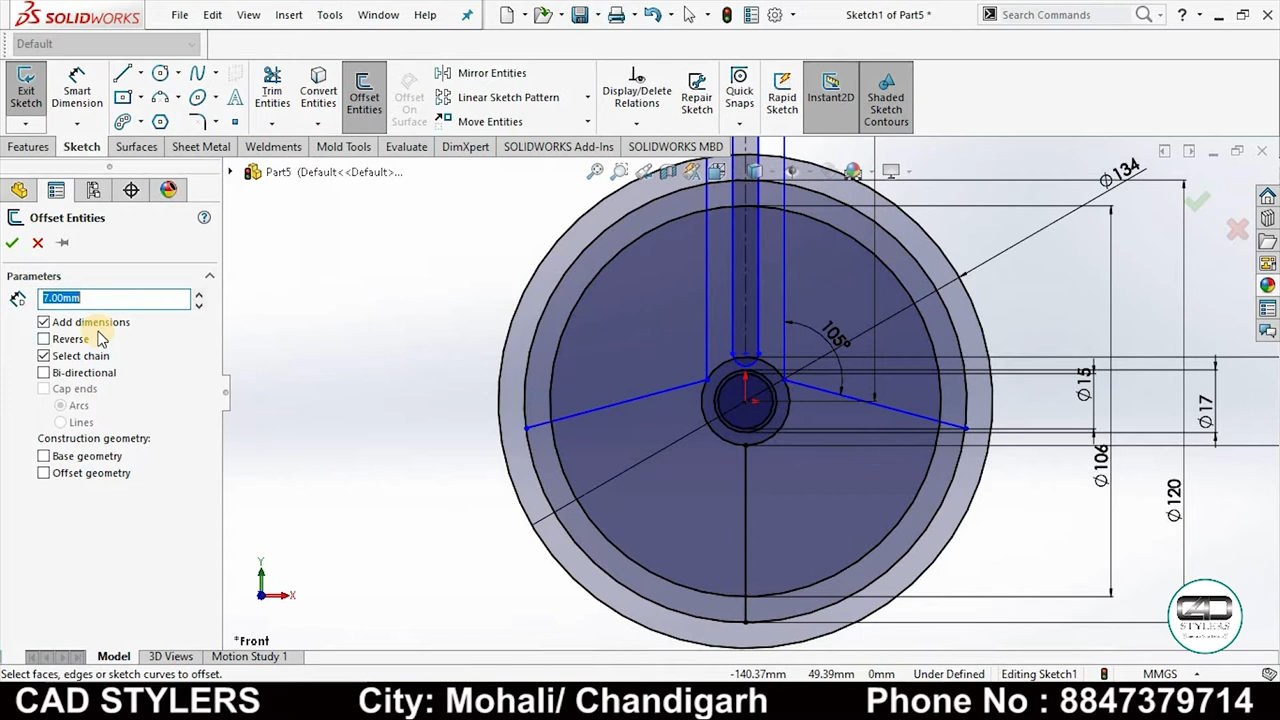 SOLIDWORKS File Edit View Insert Tools Window Help Sketch1 of Part5 * Search Commands ?
Default
Exit Sketch Smart Dimension Trim Entities Convert Entities Offset Entities Offset On Surface Mirror Entities Linear Sketch Pattern Move Entities Display/Delete Relations Repair Sketch Quick Snaps Rapid Sketch Instant2D Shaded Sketch Contours
Featur Sketch Surfaces Sheet Metal Weldments Mold Tools Evaluate DimXpert SOLIDWORKS Add-Ins SOLIDWORKS MBD
Part5 (Default<<Default>...
Offset Entities ?
Parameters
7.00mm
Add dimensions
Reverse
Select chain
Bi-directional
Cap ends
Arcs
Lines
Construction geometry:
Base geometry
Offset geometry
Ø134
105°
Ø15
Ø17
Ø106
Ø120
Y
X
*Front
CAD
STYLERS
Model 3D Views Motion Study 1
Select faces, edges or sketch curves to offset. -140.37mm 49.39mm 0mm Under Defined Editing Sketch1 MMGS
CAD STYLERS City: Mohali/ Chandigarh Phone No : 8847379714